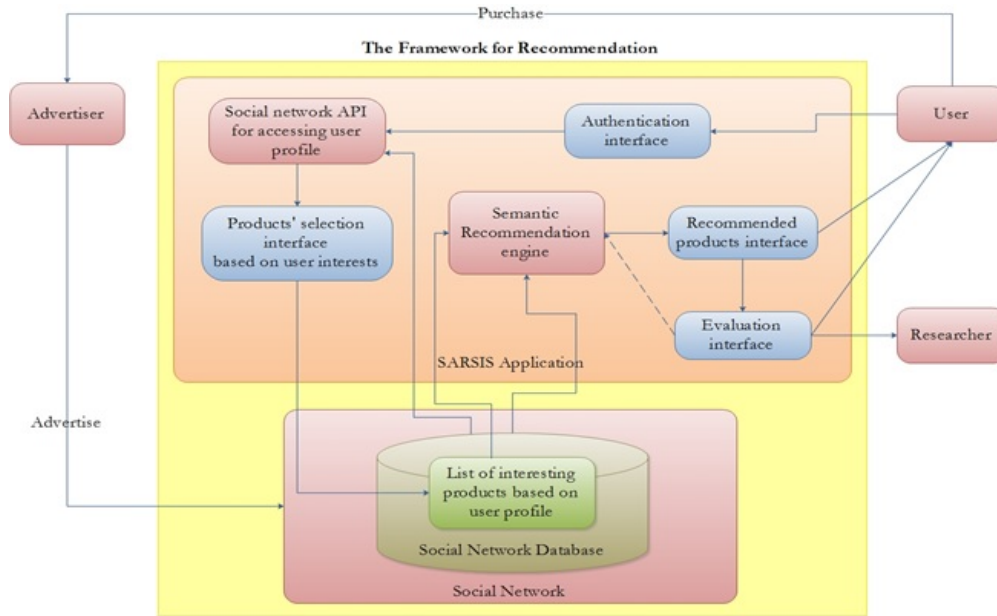 Purchase
The Framework for Recommendation
Advertiser
Social network API
for accessing user
profile
Authentication
interface
User
Products' selection
interface
based on user interests
Semantic
Recommendation
engine
Recommended
products interface
Evaluation
interface
Researcher
SARSIS Application
Advertise
List of interesting
products based on
user profile
Social Network Database
Social Network